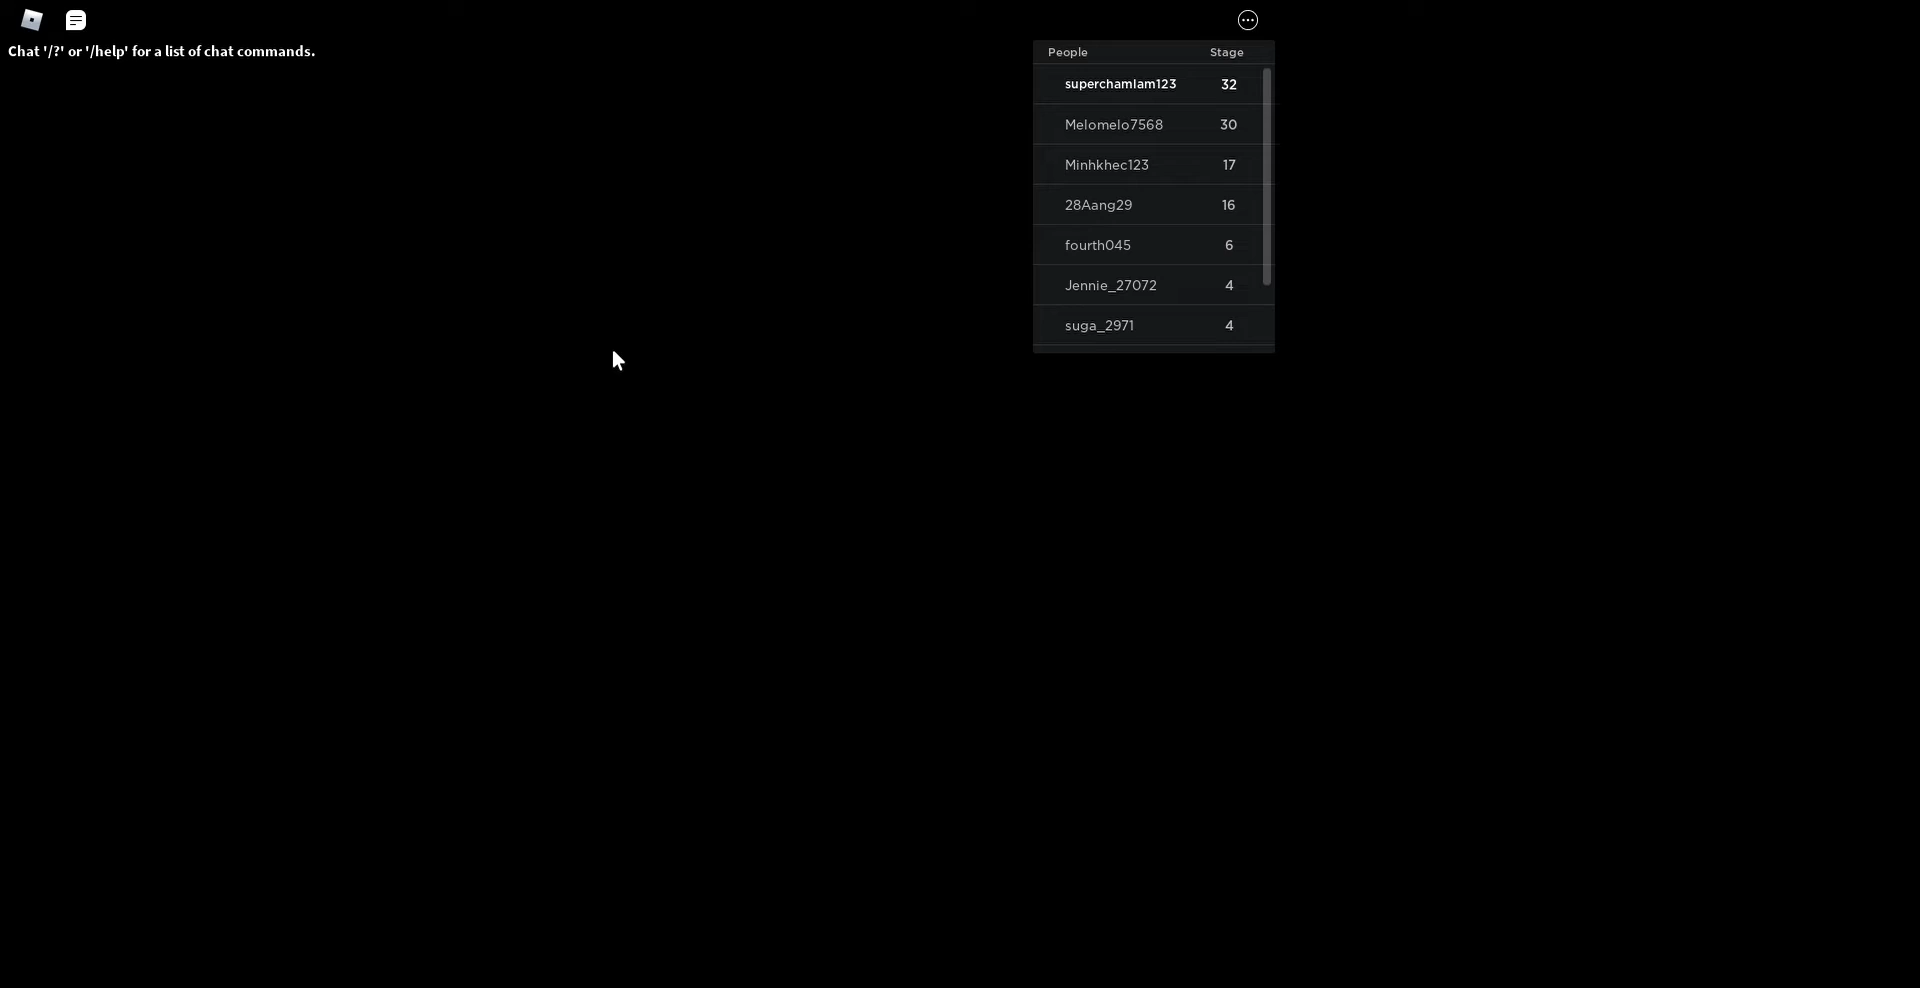 Chat '/?' or '/help' for a list of chat commands.
People Stage
superchamlam123 32
Melomelo7568 30
Minhkhec123 17
28Aang29 16
fourth045 6
Jennie_27072 4
suga_2971 4